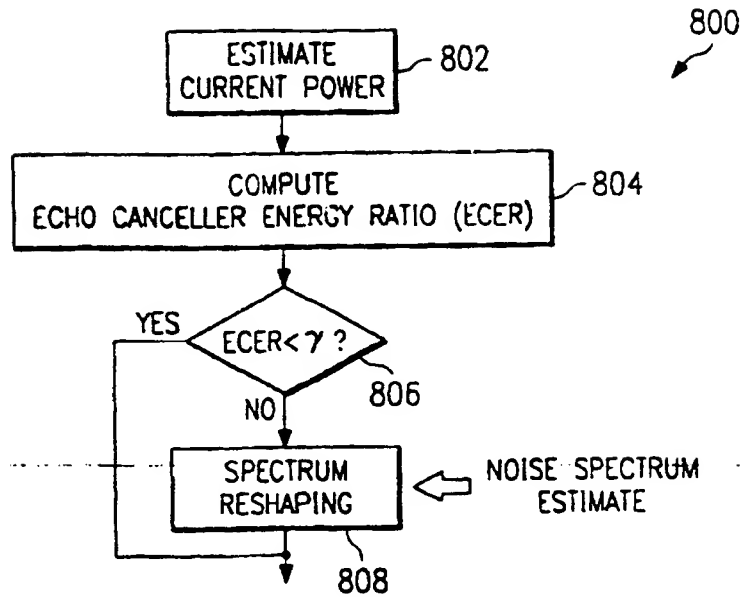 800
ESTIMATE
CURRENT POWER
802
COMPUTE
ECHO CANCELLER ENERGY RATIO (ECER)
804
YES
ECER< γ ?
806
NO
SPECTRUM
RESHAPING
NOISE SPECTRUM
ESTIMATE
808